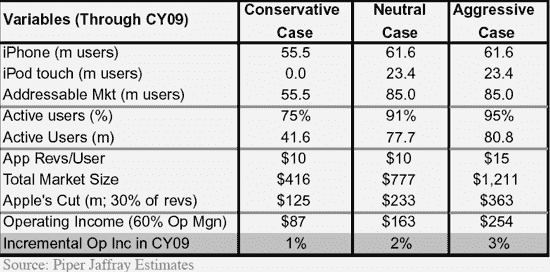 Variables (Through CY09) Conservative Case Neutral Case Aggressive Case
iPhone (m users) 55.5 61.6 61.6
iPod touch (m users) 0.0 23.4 23.4
Addressable Mkt (m users) 55.5 85.0 85.0
Active users (%) 75% 91% 95%
Active Users (m) 41.6 77.7 80.8
App Revs/User $10 $10 $15
Total Market Size $416 $777 $1,211
Apple's Cut (m; 30% of revs) $125 $233 $363
Operating Income (60% Op Mgn) $87 $163 $254
Incremental Op Inc in CY09 1% 2% 3%
Source: Piper Jaffray Estimates